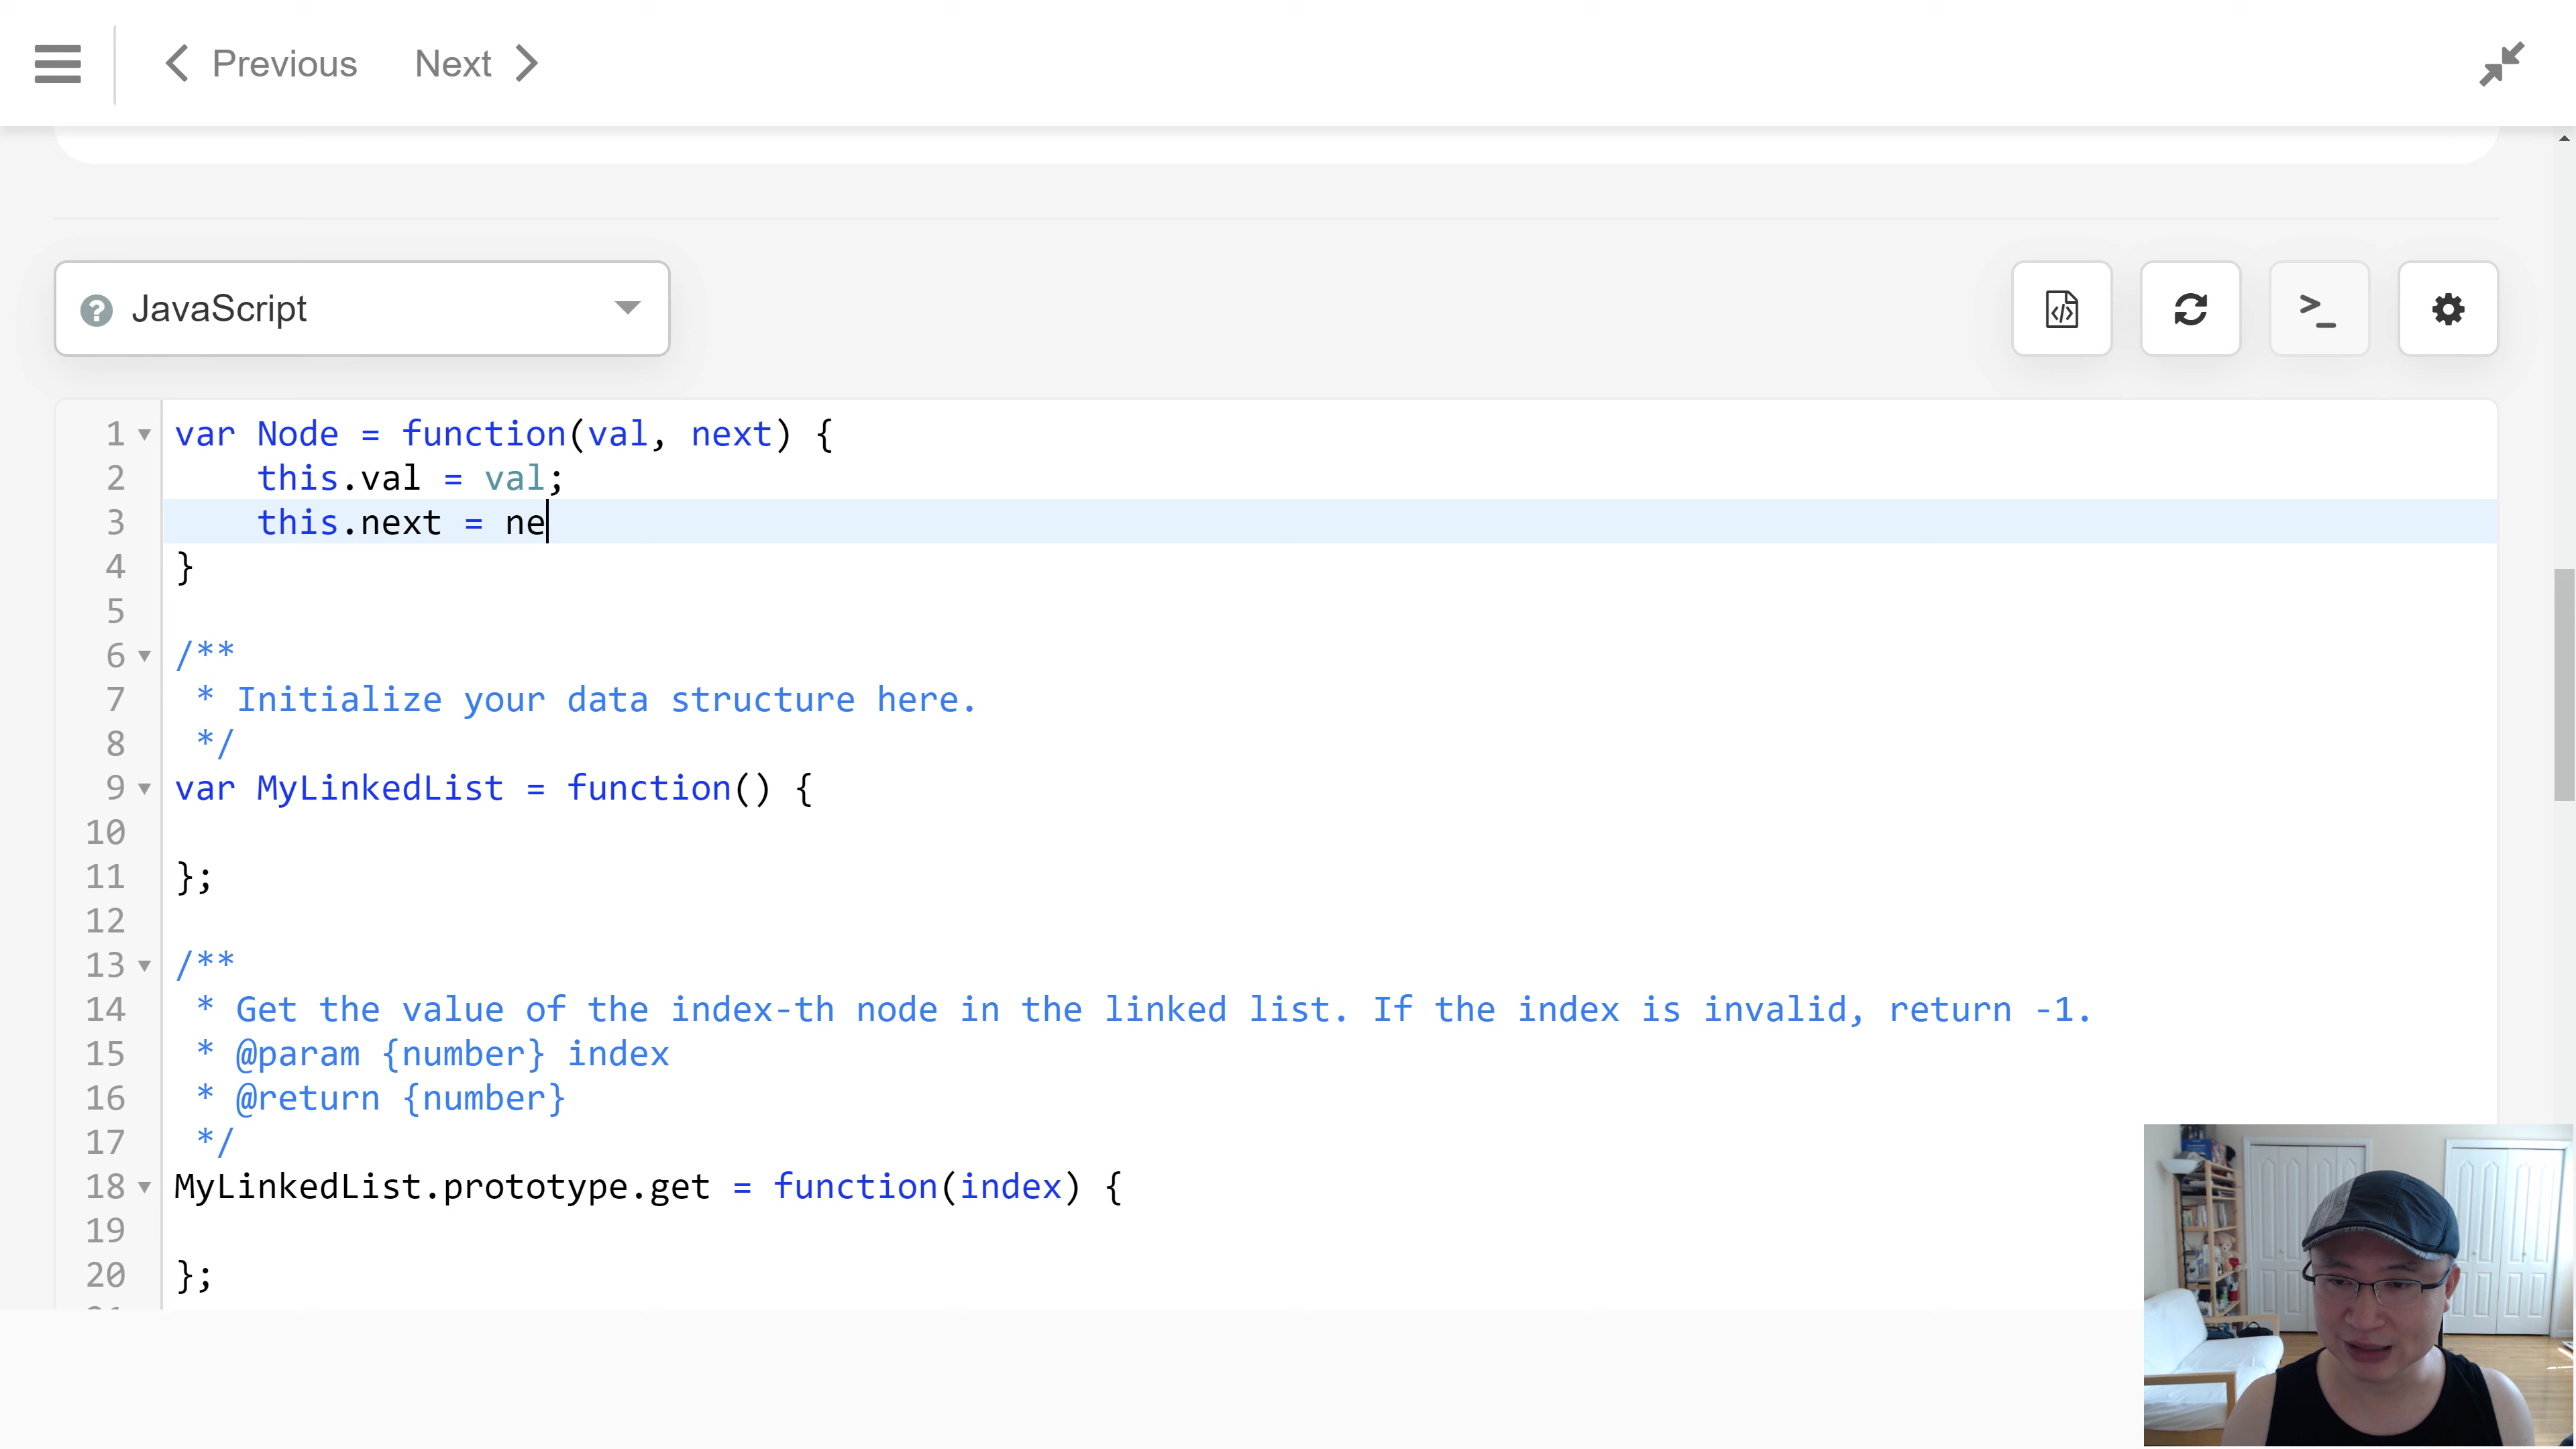 Previous Next
JavaScript
1 var Node = function(val, next) {
2     this.val = val;
3     this.next = ne
4 }
5
6 /**
7  * Initialize your data structure here.
8  */
9 var MyLinkedList = function() {
10
11 };
12
13 /**
14  * Get the value of the index-th node in the linked list. If the index is invalid, return -1.
15  * @param {number} index
16  * @return {number}
17  */
18 MyLinkedList.prototype.get = function(index) {
19
20 };